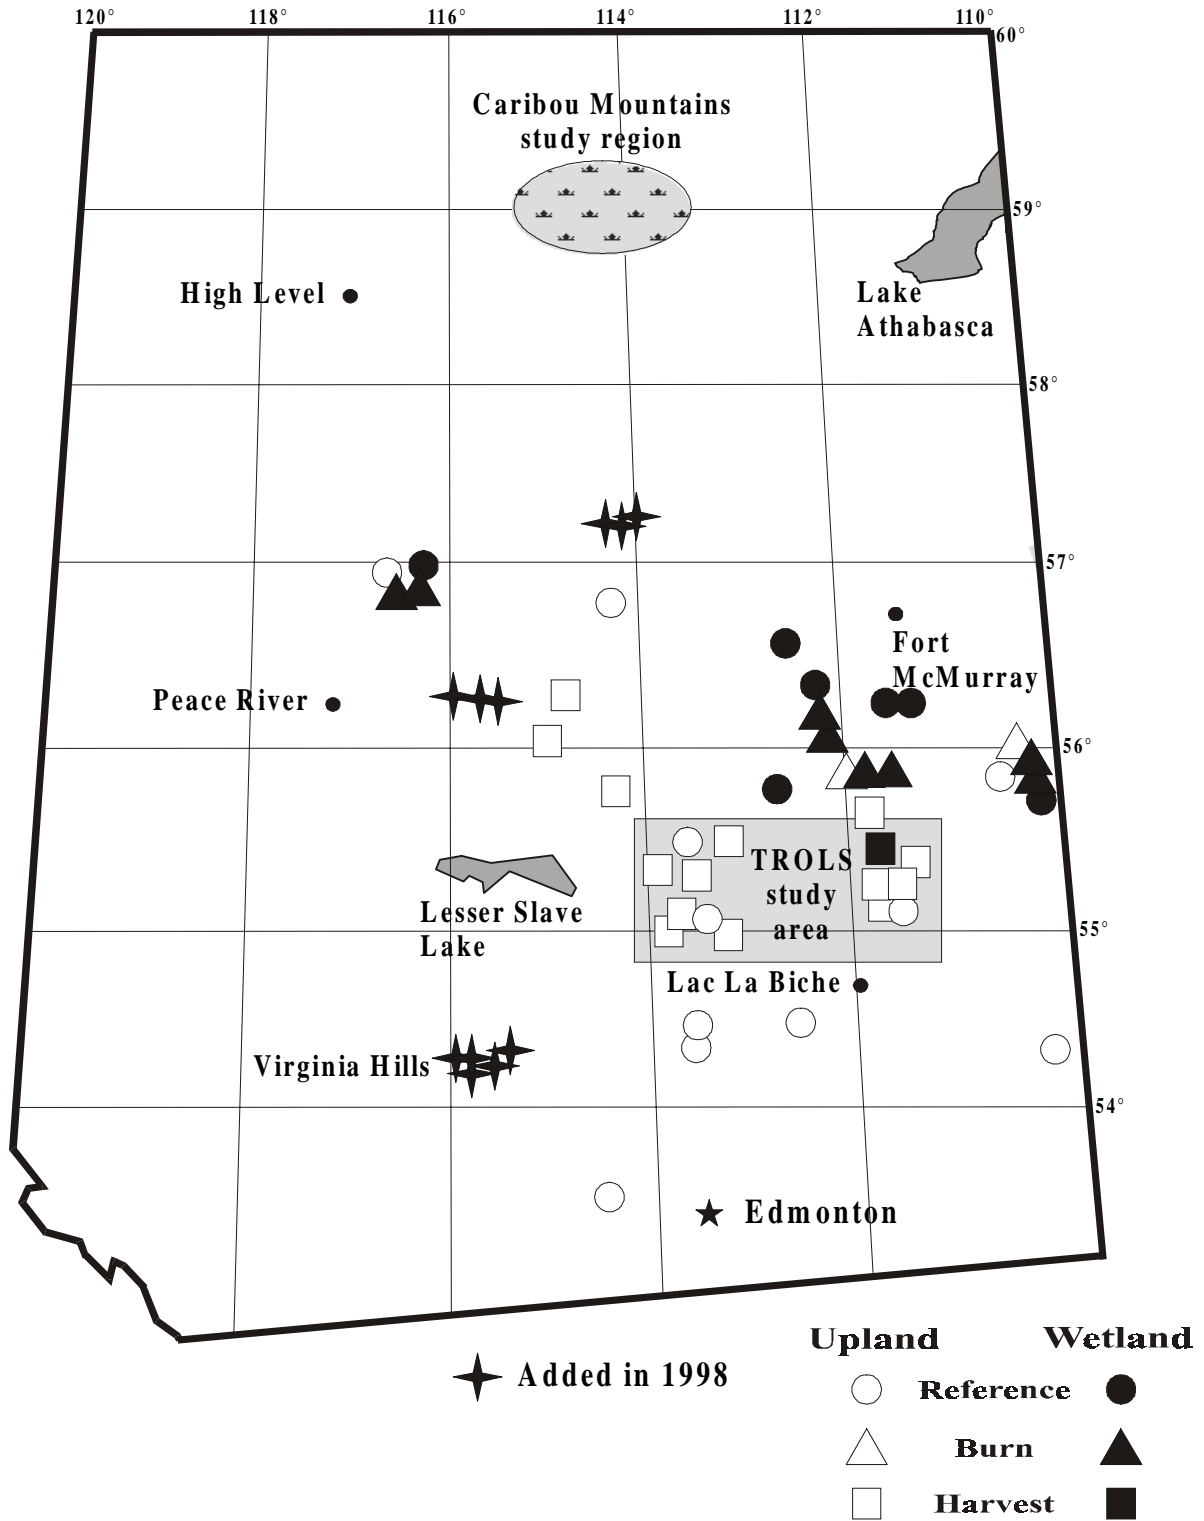 120° 118° 116° 114° 112° 110°
60°
Caribou Mountains
study region
59°
High Level
Lake
Athabasca
58°
57°
Fort
McMurray
Peace River
56°
TROLS
study
area
Lesser Slave
Lake
55°
Lac La Biche
Virginia Hills
54°
Edmonton
Upland Wetland
Added in 1998
Reference
Burn
Harvest